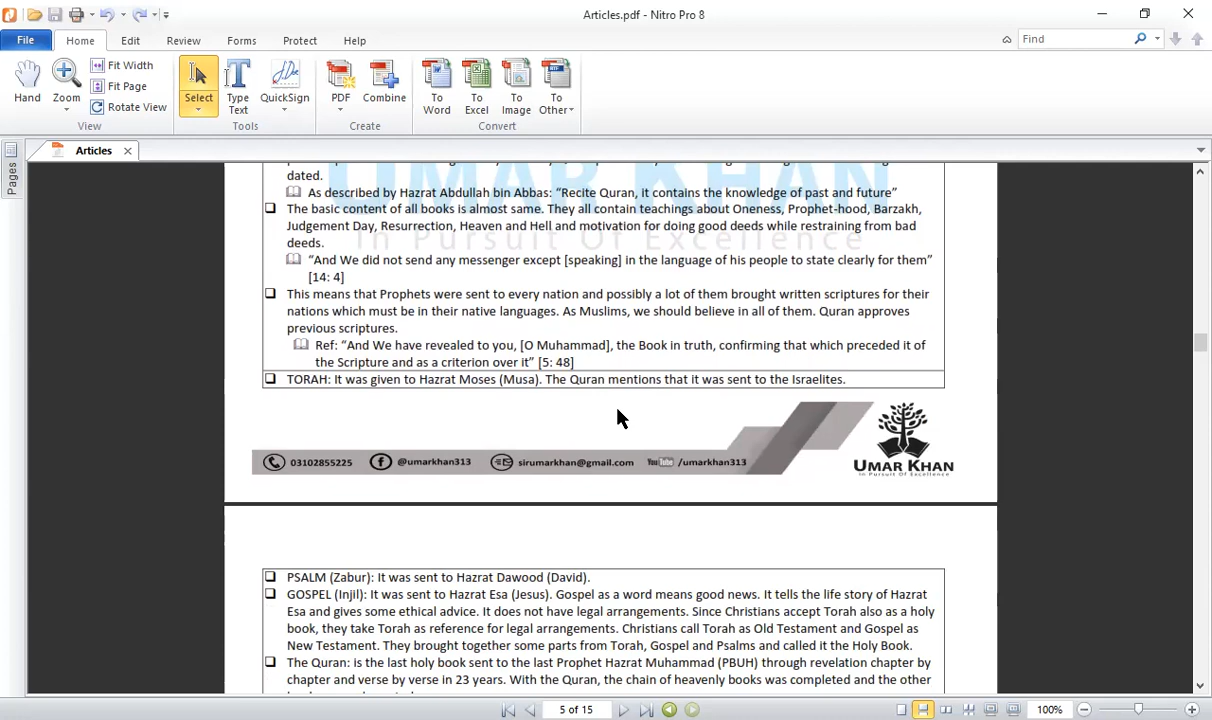 Articles.pdf - Nitro Pro 8
File Home Edit Review Forms Protect Help Find
Hand Zoom Fit Width Fit Page Rotate View Select Type Text QuickSign PDF Combine To Word To Excel To Image To Other
View Tools Create Convert
Articles
Pages
UMAR KHAN
In Pursuit Of Excellence
dated.
As described by Hazrat Abdullah bin Abbas: “Recite Quran, it contains the knowledge of past and future”
The basic content of all books is almost same. They all contain teachings about Oneness, Prophet-hood, Barzakh,
Judgement Day, Resurrection, Heaven and Hell and motivation for doing good deeds while restraining from bad
deeds.
“And We did not send any messenger except [speaking] in the language of his people to state clearly for them”
[14: 4]
This means that Prophets were sent to every nation and possibly a lot of them brought written scriptures for their
nations which must be in their native languages. As Muslims, we should believe in all of them. Quran approves
previous scriptures.
Ref: “And We have revealed to you, [O Muhammad], the Book in truth, confirming that which preceded it of
the Scripture and as a criterion over it” [5: 48]
TORAH: It was given to Hazrat Moses (Musa). The Quran mentions that it was sent to the Israelites.
03102855225 @umarkhan313 sirumarkhan@gmail.com YouTube /umarkhan313
UMAR KHAN
In Pursuit Of Excellence
PSALM (Zabur): It was sent to Hazrat Dawood (David).
GOSPEL (Injil): It was sent to Hazrat Esa (Jesus). Gospel as a word means good news. It tells the life story of Hazrat
Esa and gives some ethical advice. It does not have legal arrangements. Since Christians accept Torah also as a holy
book, they take Torah as reference for legal arrangements. Christians call Torah as Old Testament and Gospel as
New Testament. They brought together some parts from Torah, Gospel and Psalms and called it the Holy Book.
The Quran: is the last holy book sent to the last Prophet Hazrat Muhammad (PBUH) through revelation chapter by
chapter and verse by verse in 23 years. With the Quran, the chain of heavenly books was completed and the other
5 of 15 100%